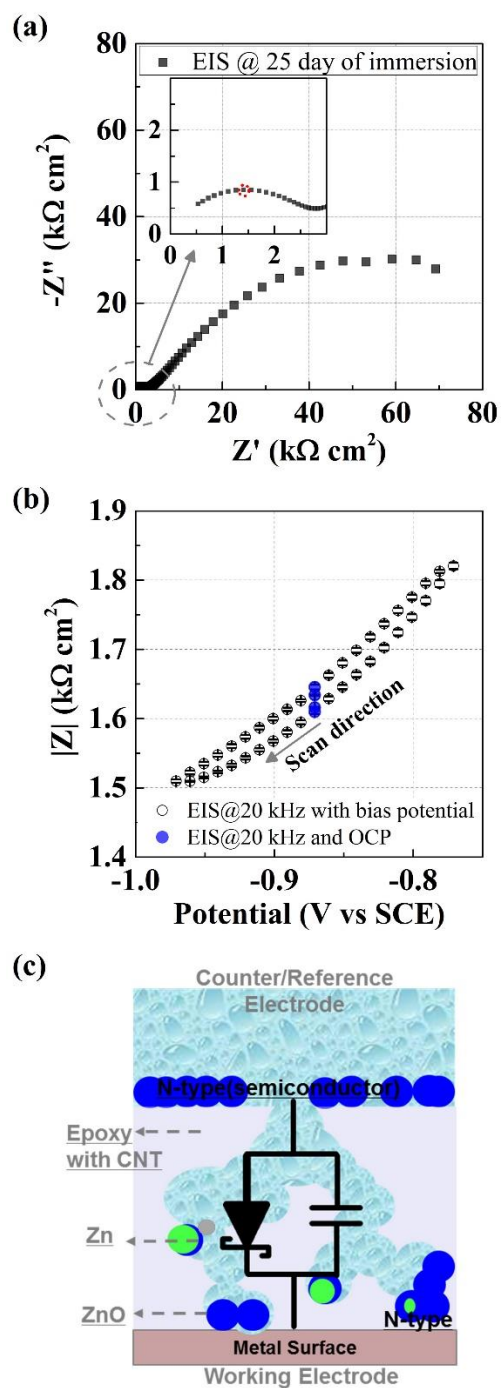 (a)
EIS @ 25 day of immersion
-Z'' (kΩ cm²)
80
60
40
20
0
2
1
0
0 1 2
0 20 40 60 80
Z' (kΩ cm²)
(b)
|Z| (kΩ cm²)
1.9
1.8
1.7
1.6
1.5
1.4
Scan direction
EIS@20 kHz with bias potential
EIS@20 kHz and OCP
-1.0 -0.9 -0.8
Potential (V vs SCE)
(c)
Counter/Reference
Electrode
N-type(semiconductor)
Epoxy
with CNT
Zn
ZnO
N-type
Metal Surface
Working Electrode